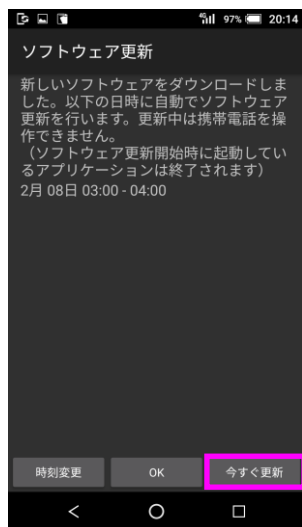 97% 20:14
ソフトウェア更新
新しいソフトウェアをダウンロードしま
した。以下の日時に自動でソフトウェア
更新を行います。更新中は携帯電話を操
作できません。
（ソフトウェア更新開始時に起動してい
るアプリケーションは終了されます）
2月 08日 03:00 - 04:00
時刻変更 OK 今すぐ更新